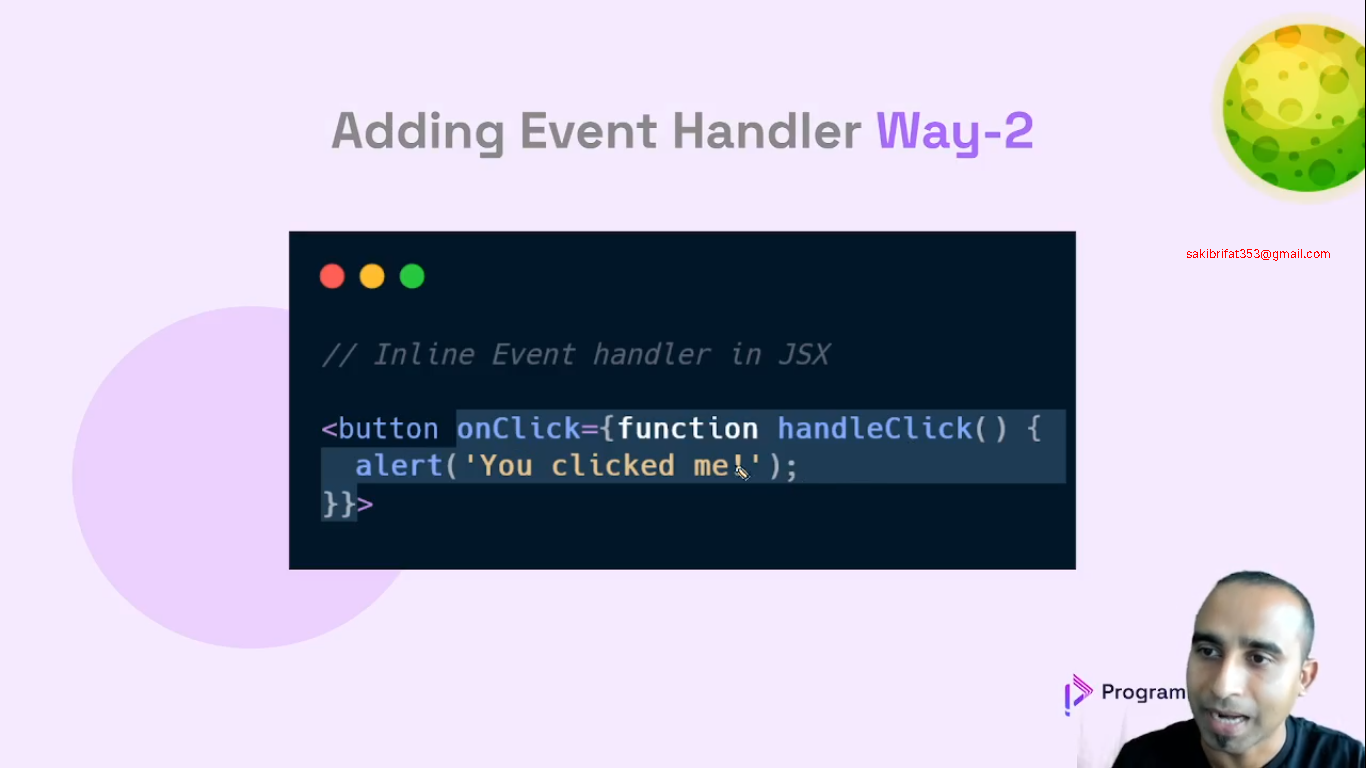 Adding Event Handler Way-2
sakibrifat353@gmail.com
// Inline Event handler in JSX
<button onClick={function handleClick() {
alert('You clicked me!');
}}>
Program